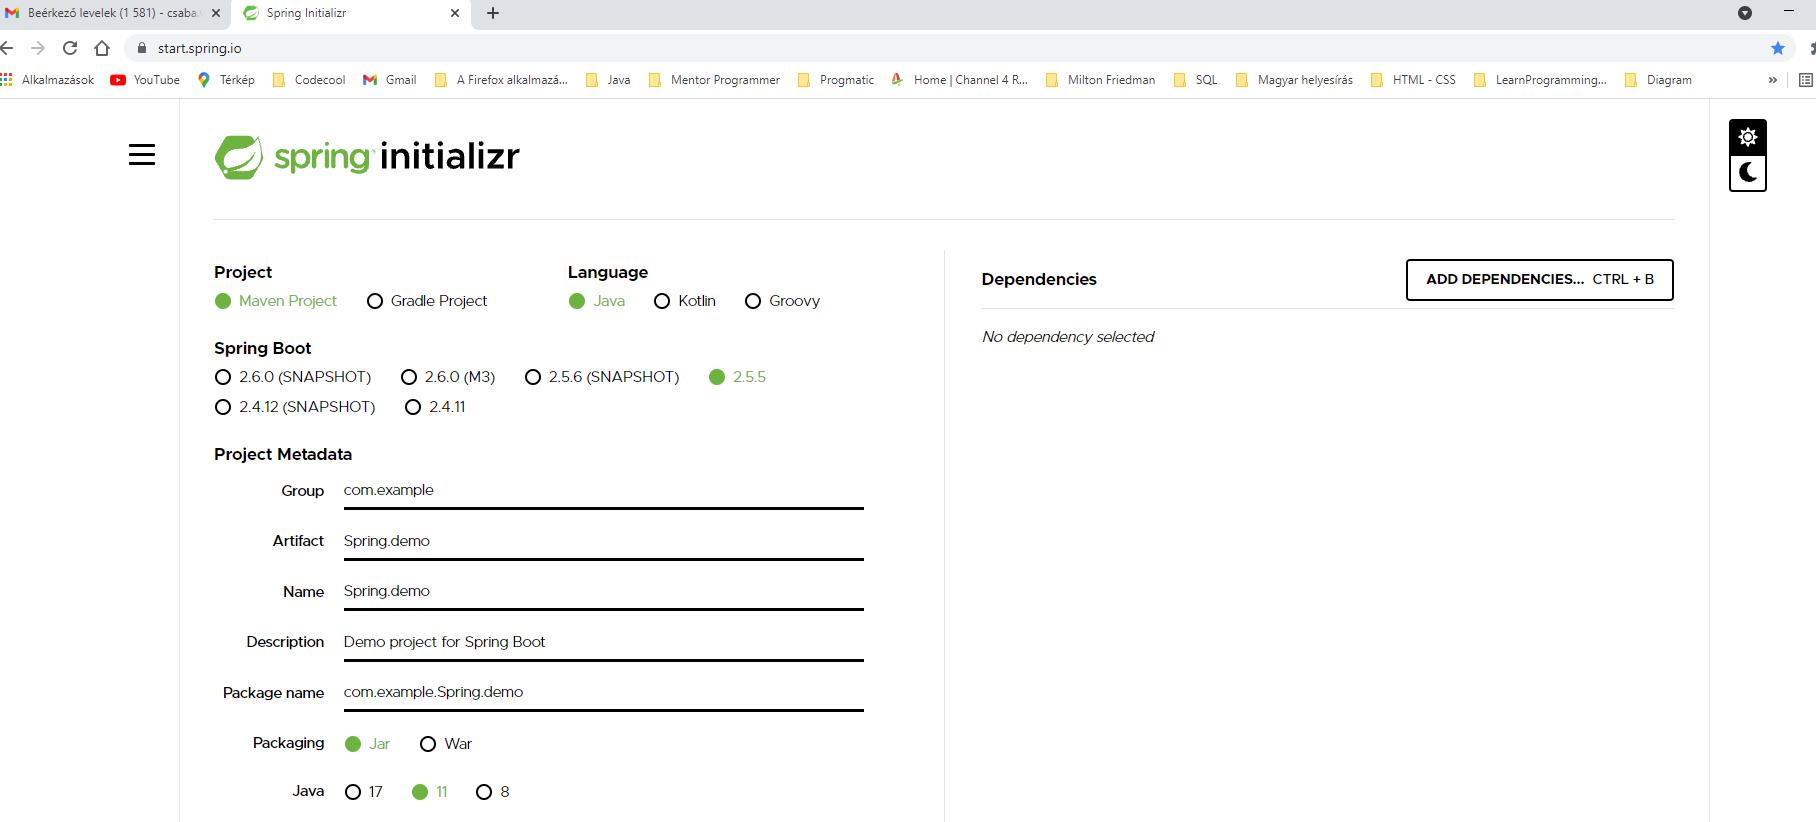 Beérkező levelek (1 581) - csaba.
Spring Initializr
start.spring.io
Alkalmazások YouTube Térkép Codecool Gmail A Firefox alkalmazá... Java Mentor Programmer Progmatic Home | Channel 4 R... Milton Friedman SQL Magyar helyesírás HTML - CSS LearnProgramming... Diagram »
spring initializr
Project
Maven Project Gradle Project
Language
Java Kotlin Groovy
Spring Boot
2.6.0 (SNAPSHOT) 2.6.0 (M3) 2.5.6 (SNAPSHOT) 2.5.5
2.4.12 (SNAPSHOT) 2.4.11
Project Metadata
Group com.example
Artifact Spring.demo
Name Spring.demo
Description Demo project for Spring Boot
Package name com.example.Spring.demo
Packaging Jar War
Java 17 11 8
Dependencies
ADD DEPENDENCIES... CTRL + B
No dependency selected